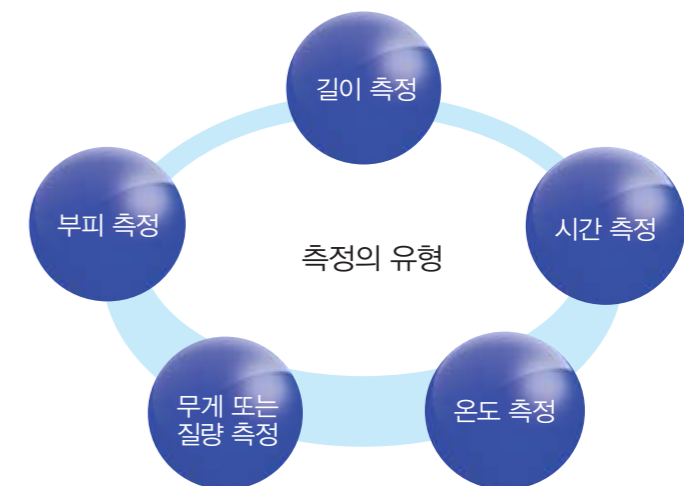 길이 측정
부피 측정
시간 측정
측정의 유형
무게 또는
질량 측정
온도 측정